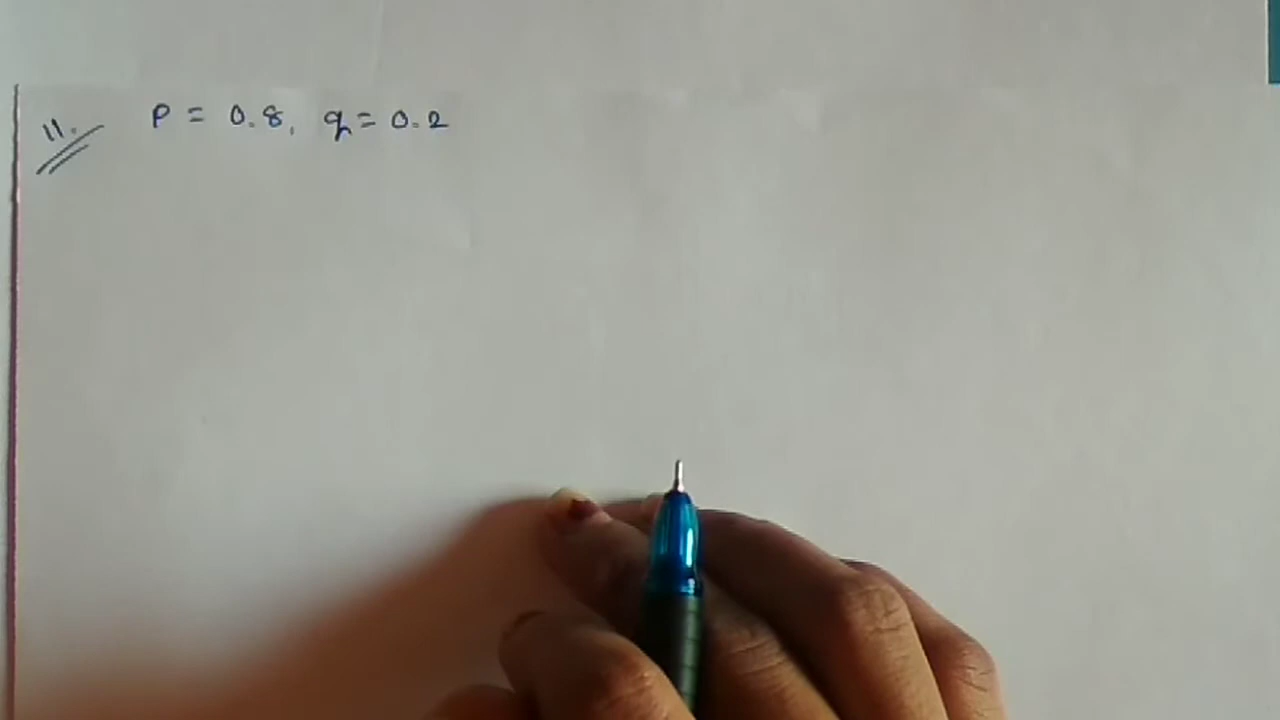 11. P = 0.8, q = 0.2